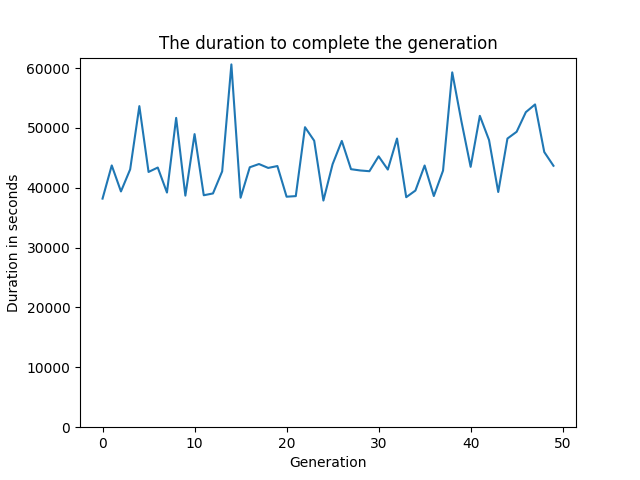 The duration to complete the generation
60000
50000
40000
30000
20000
10000
0
Duration in seconds
0 10 20 30 40 50
Generation